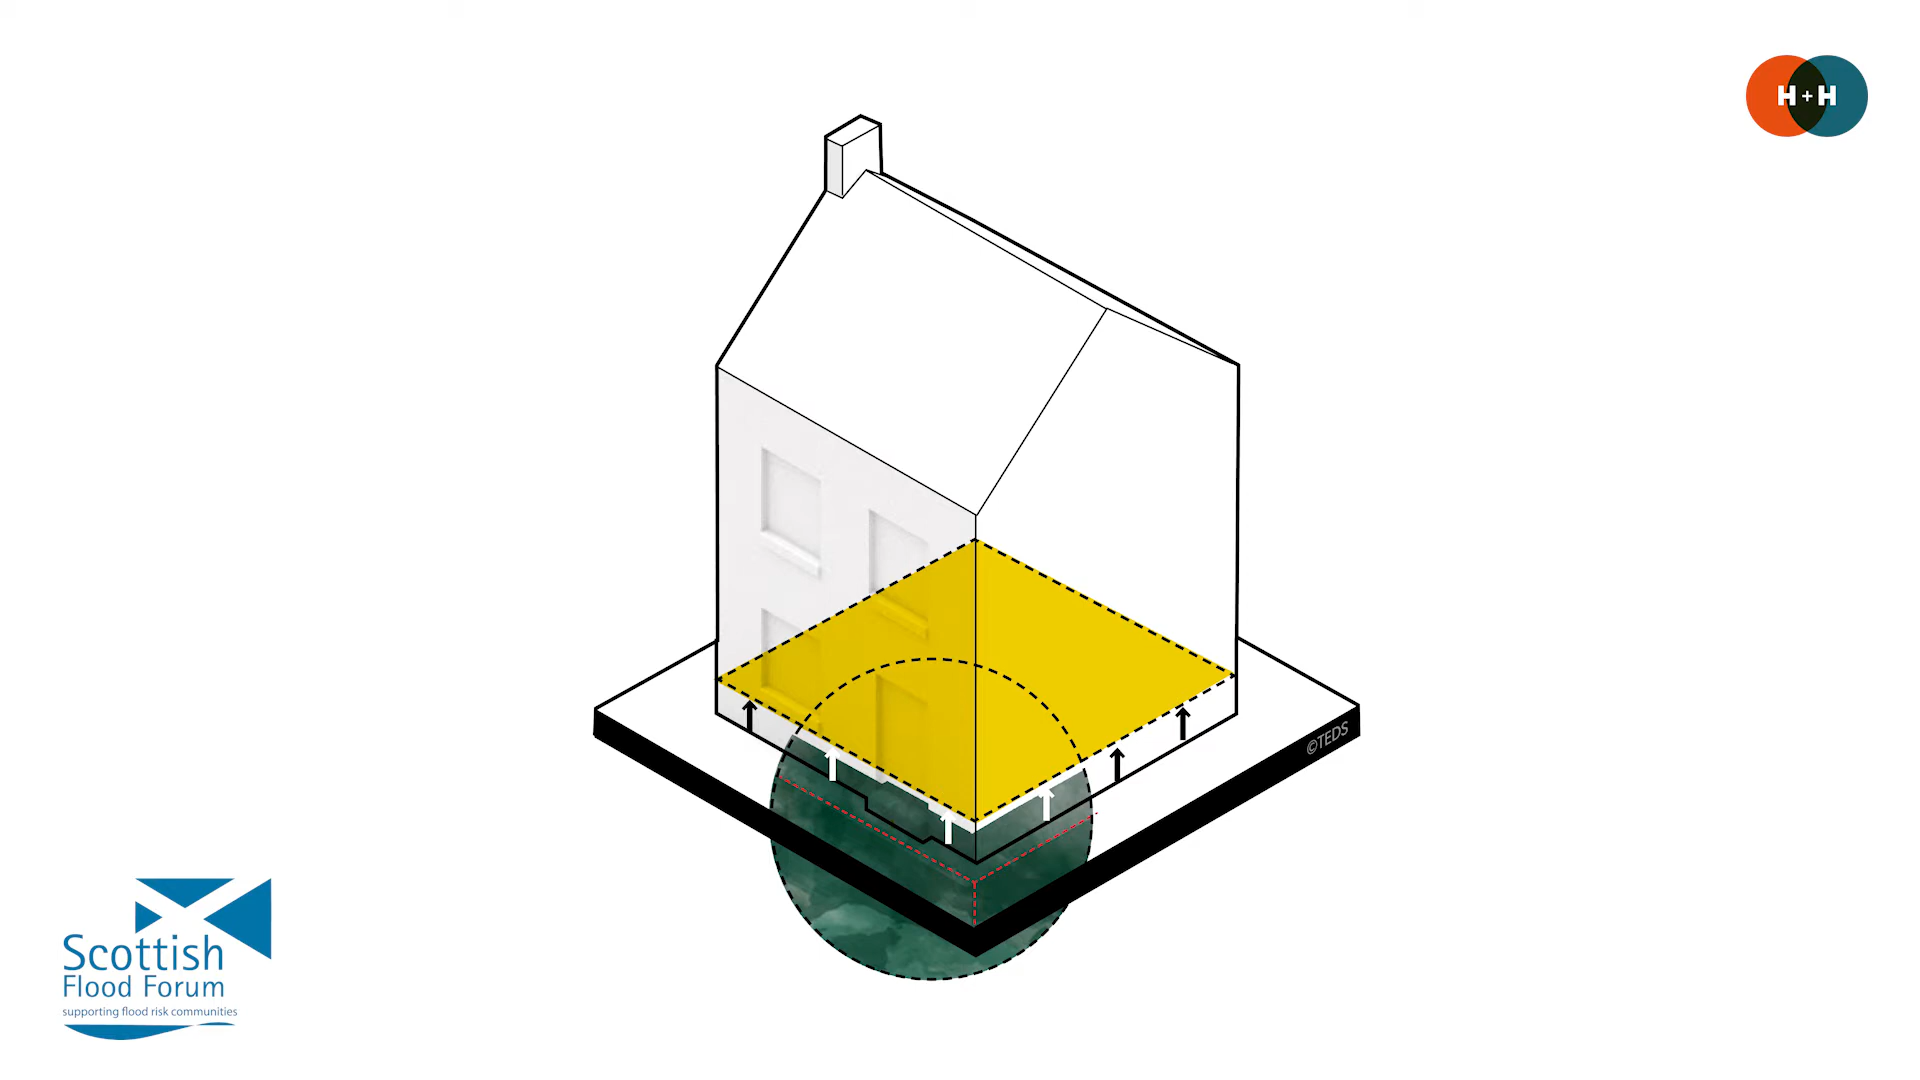 H+H
©TEDS
Scottish
Flood Forum
supporting flood risk communities